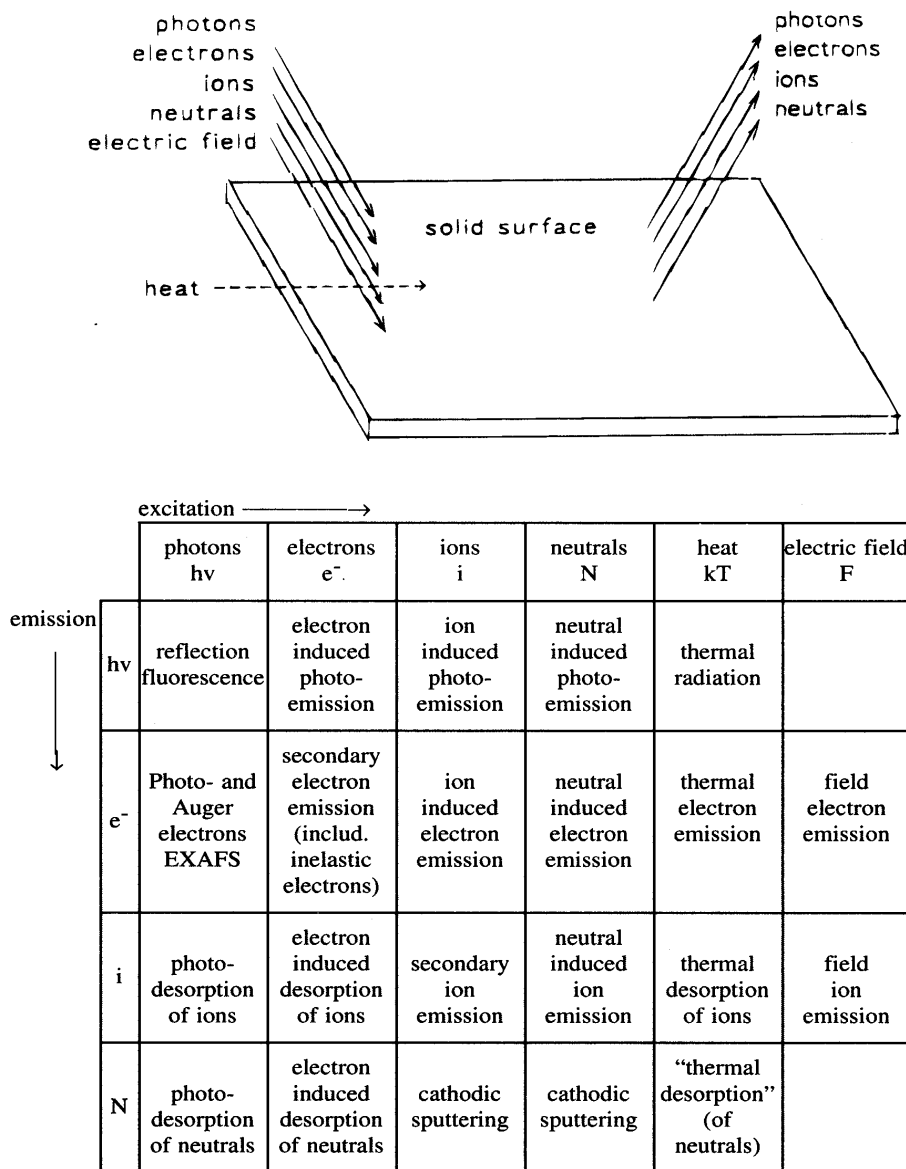 photons
electrons
ions
neutrals
electric field
photons
electrons
ions
neutrals
solid surface
heat
excitation
emission
photons
hν
electrons
e⁻.
ions
i
neutrals
N
heat
kT
electric field
F
hν
reflection
fluorescence
electron
induced
photo-
emission
ion
induced
photo-
emission
neutral
induced
photo-
emission
thermal
radiation
e⁻
Photo- and
Auger
electrons
EXAFS
secondary
electron
emission
(includ.
inelastic
electrons)
ion
induced
electron
emission
neutral
induced
electron
emission
thermal
electron
emission
field
electron
emission
i
photo-
desorption
of ions
electron
induced
desorption
of ions
secondary
ion
emission
neutral
induced
ion
emission
thermal
desorption
of ions
field
ion
emission
N
photo-
desorption
of neutrals
electron
induced
desorption
of neutrals
cathodic
sputtering
cathodic
sputtering
“thermal
desorption”
(of
neutrals)